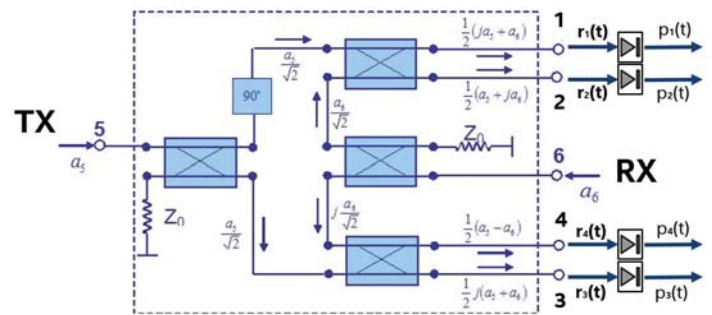 TX
5
a₅
Z₀
90°
a₅/√2
a₅/√2
a₆/√2
j a₆/√2
1/2(ja₅ + a₆)
1/2(a₅ + ja₆)
Z₀
1/2(a₅ − a₆)
1/2 j(a₅ + a₆)
1
r₁(t)
p₁(t)
2
r₂(t)
p₂(t)
6
a₆
RX
4
r₄(t)
p₄(t)
3
r₃(t)
p₃(t)